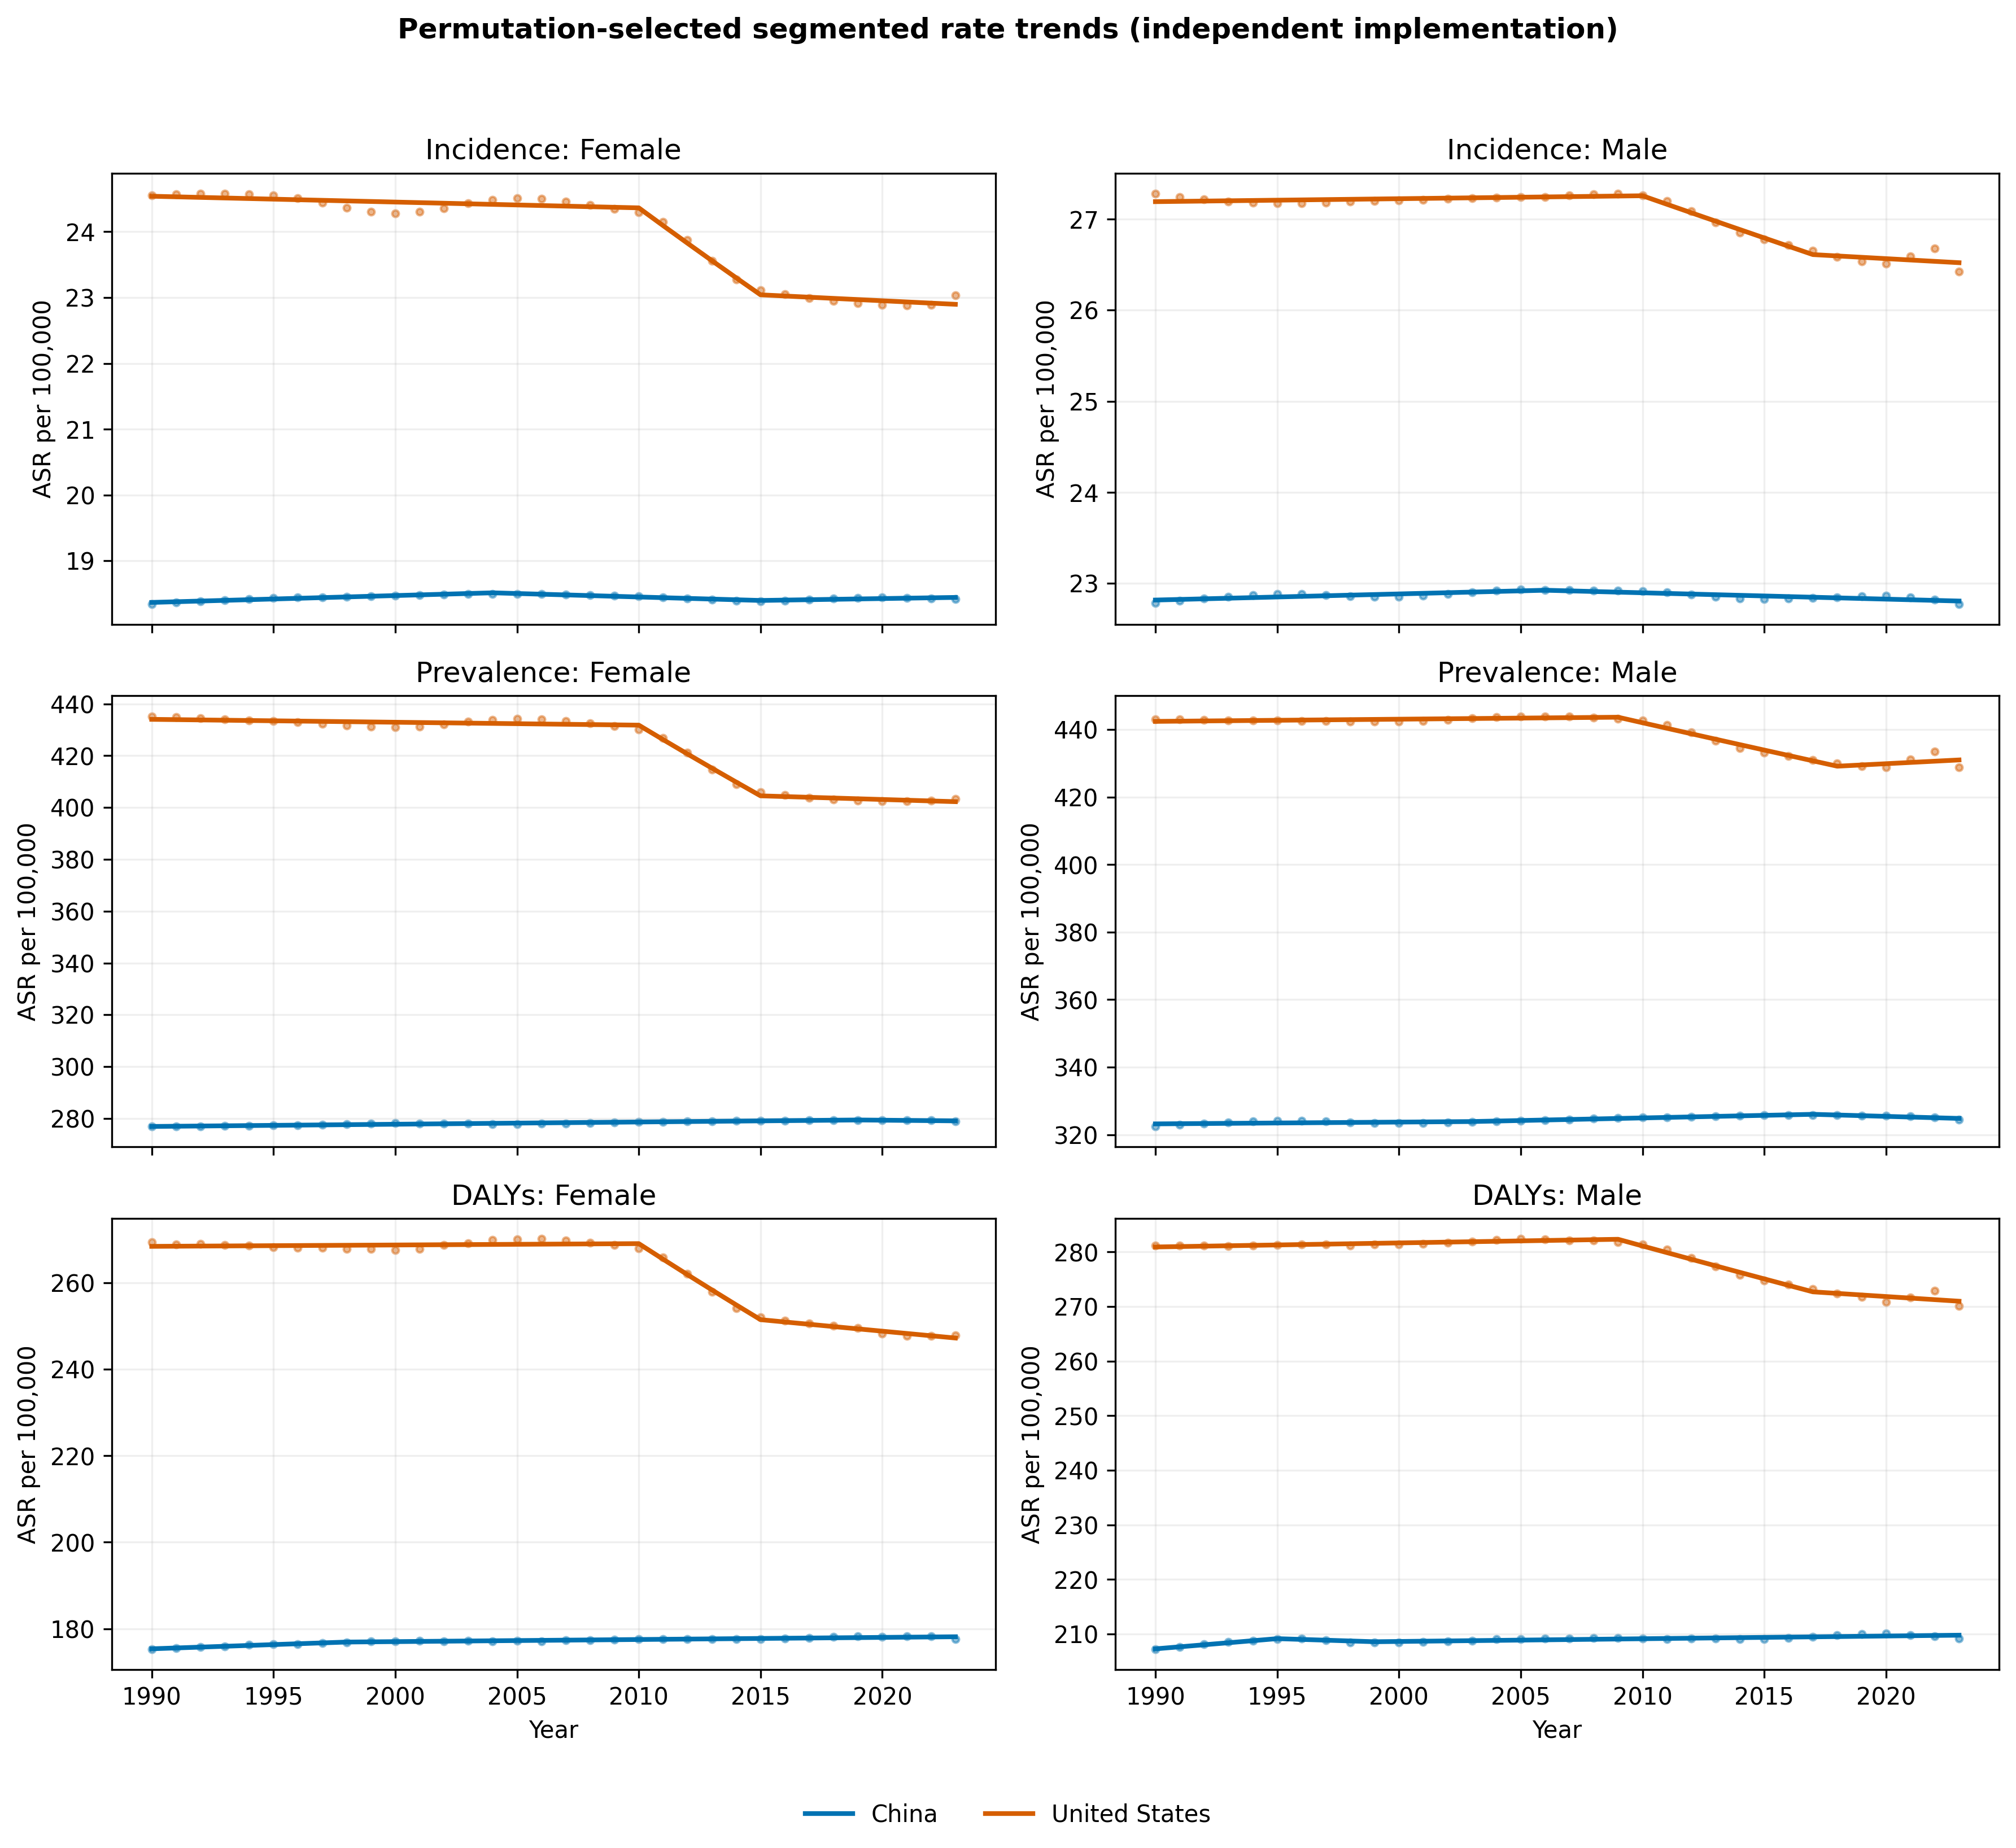 Permutation-selected segmented rate trends (independent implementation)
Incidence: Female
ASR per 100,000
24
23
22
21
20
19
Incidence: Male
ASR per 100,000
27
26
25
24
23
Prevalence: Female
ASR per 100,000
440
420
400
380
360
340
320
300
280
Prevalence: Male
ASR per 100,000
440
420
400
380
360
340
320
DALYs: Female
ASR per 100,000
260
240
220
200
180
1990 1995 2000 2005 2010 2015 2020
Year
DALYs: Male
ASR per 100,000
280
270
260
250
240
230
220
210
1990 1995 2000 2005 2010 2015 2020
Year
China
United States